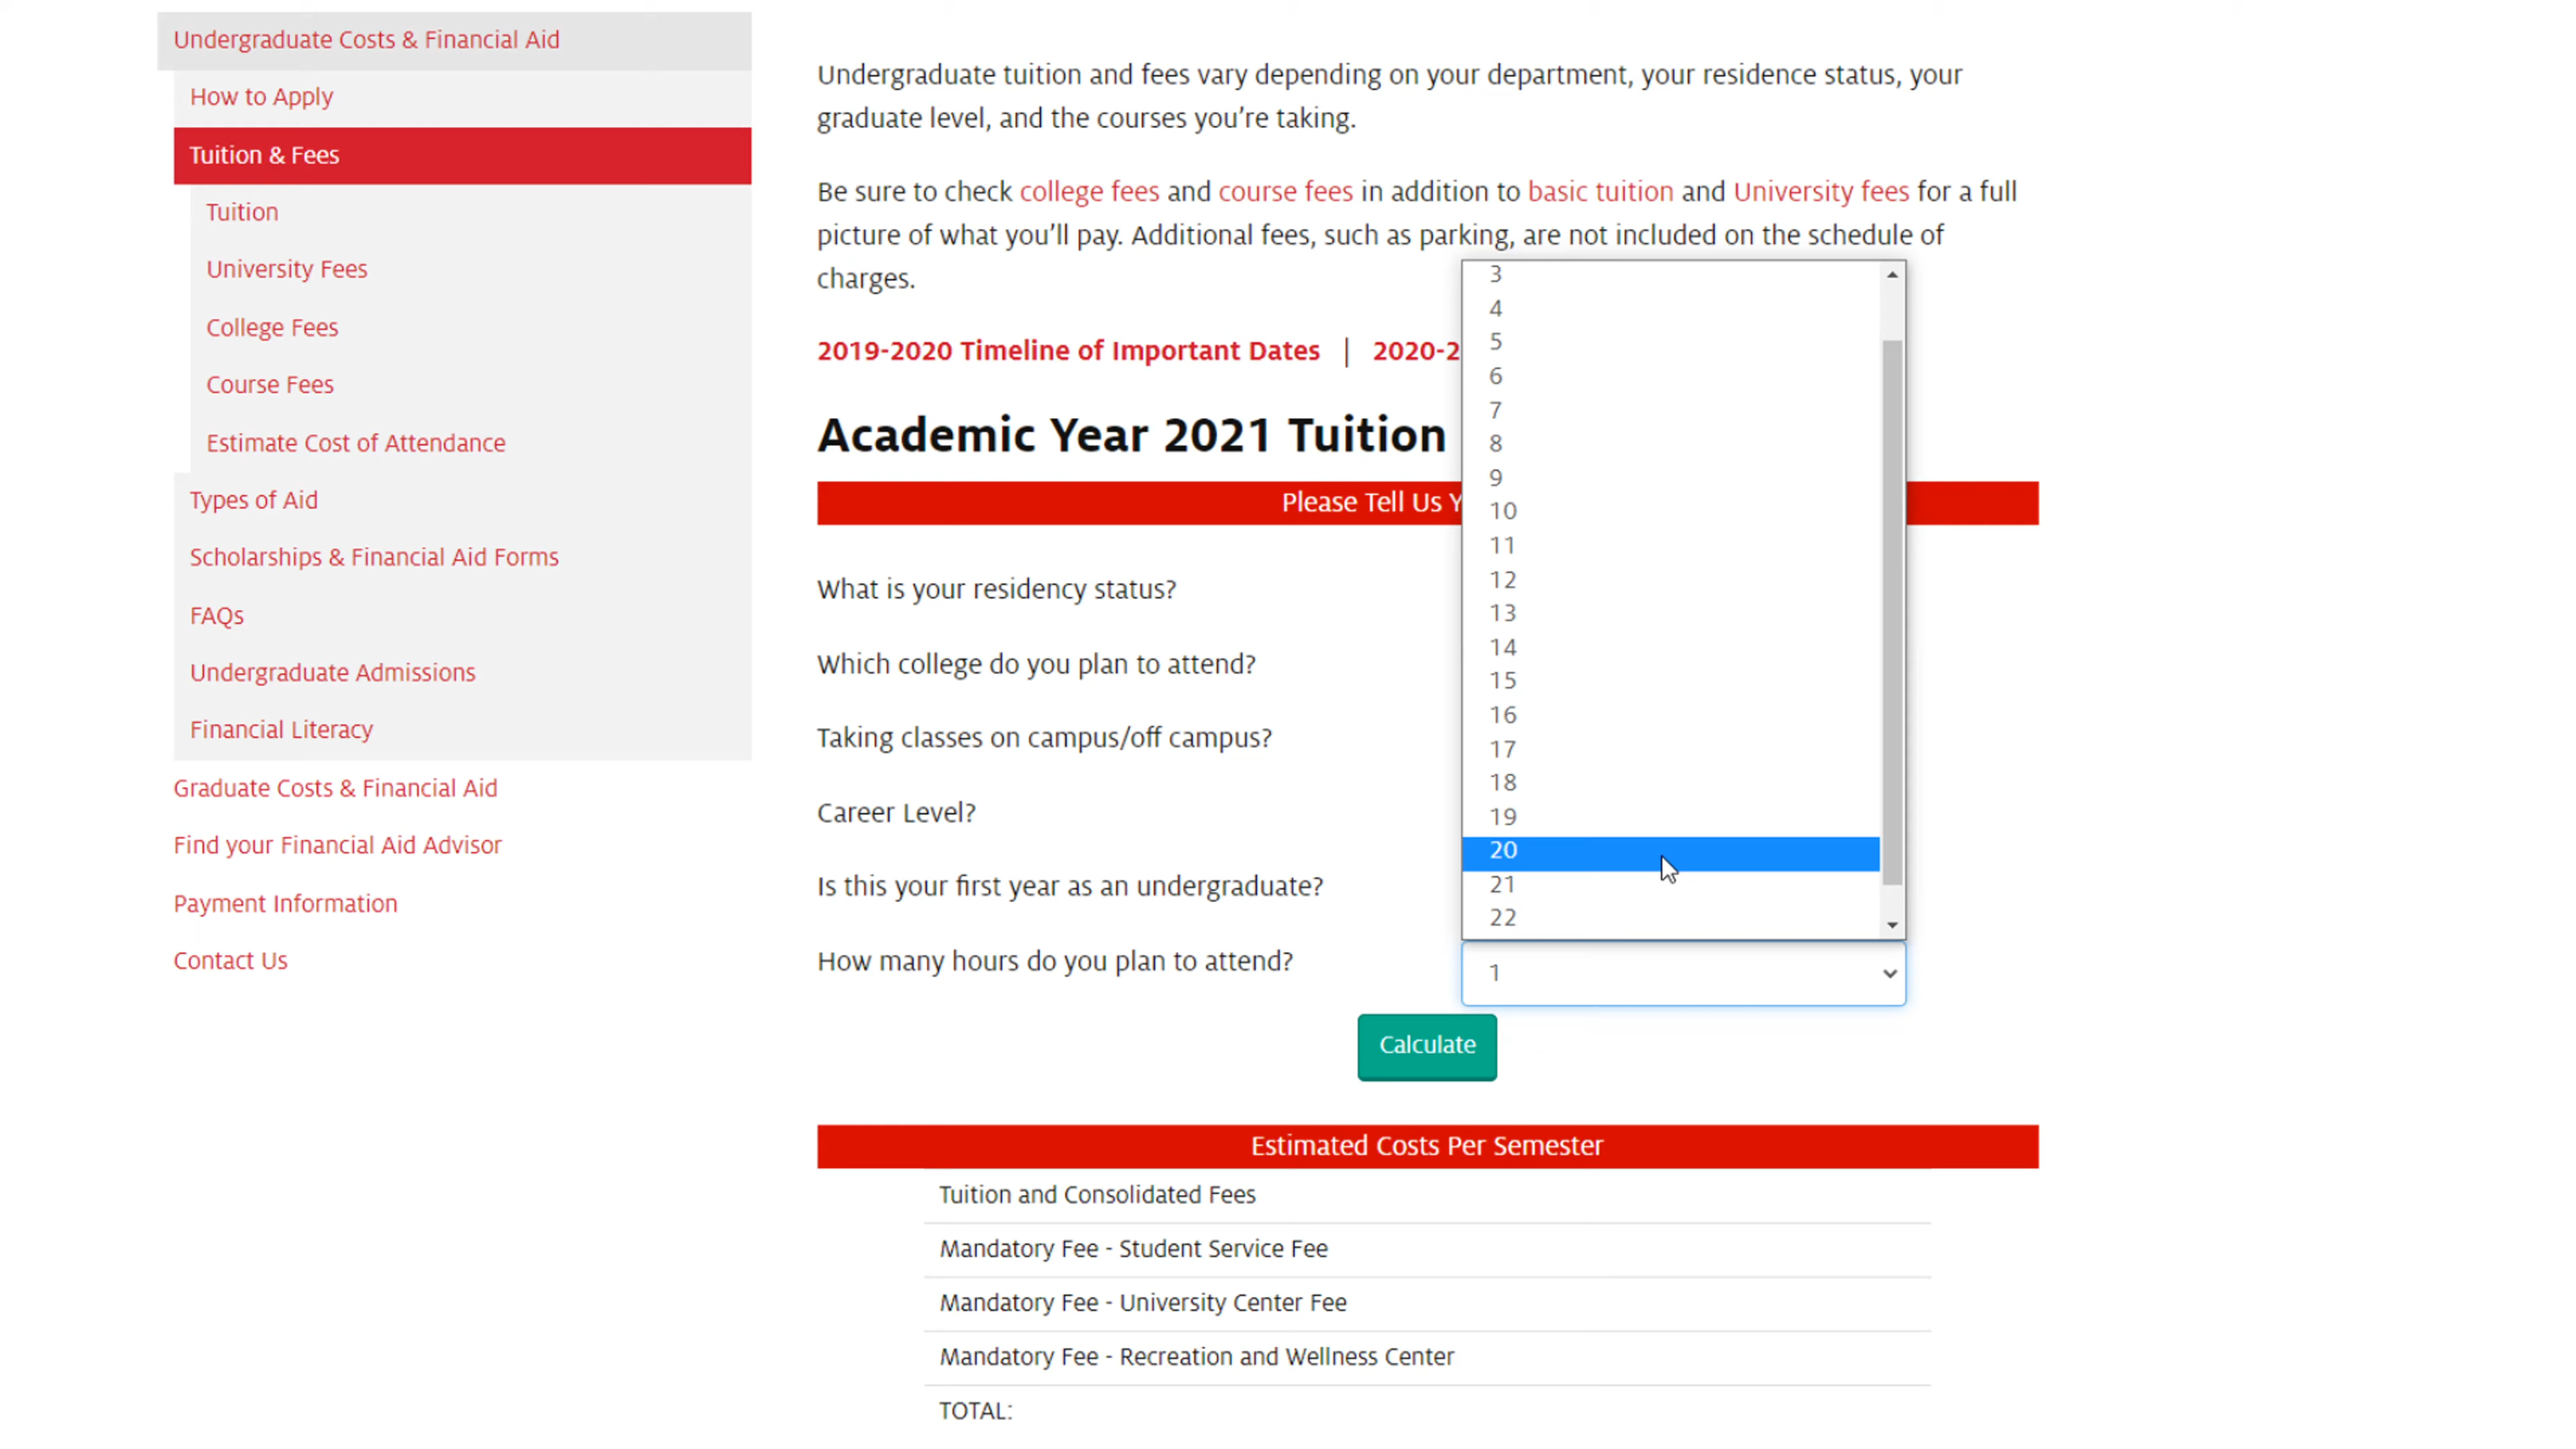 Undergraduate Costs & Financial Aid
How to Apply
Tuition & Fees
Tuition
University Fees
College Fees
Course Fees
Estimate Cost of Attendance
Types of Aid
Scholarships & Financial Aid Forms
FAQs
Undergraduate Admissions
Financial Literacy
Graduate Costs & Financial Aid
Find your Financial Aid Advisor
Payment Information
Contact Us
Undergraduate tuition and fees vary depending on your department, your residence status, your
graduate level, and the courses you’re taking.
Be sure to check college fees and course fees in addition to basic tuition and University fees for a full
picture of what you’ll pay. Additional fees, such as parking, are not included on the schedule of
charges.
2019-2020 Timeline of Important Dates | 2020-2
Academic Year 2021 Tuition
Please Tell Us Y
What is your residency status?
Which college do you plan to attend?
Taking classes on campus/off campus?
Career Level?
Is this your first year as an undergraduate?
How many hours do you plan to attend?
3
4
5
6
7
8
9
10
11
12
13
14
15
16
17
18
19
20
21
22
1
Calculate
Estimated Costs Per Semester
Tuition and Consolidated Fees
Mandatory Fee - Student Service Fee
Mandatory Fee - University Center Fee
Mandatory Fee - Recreation and Wellness Center
TOTAL: